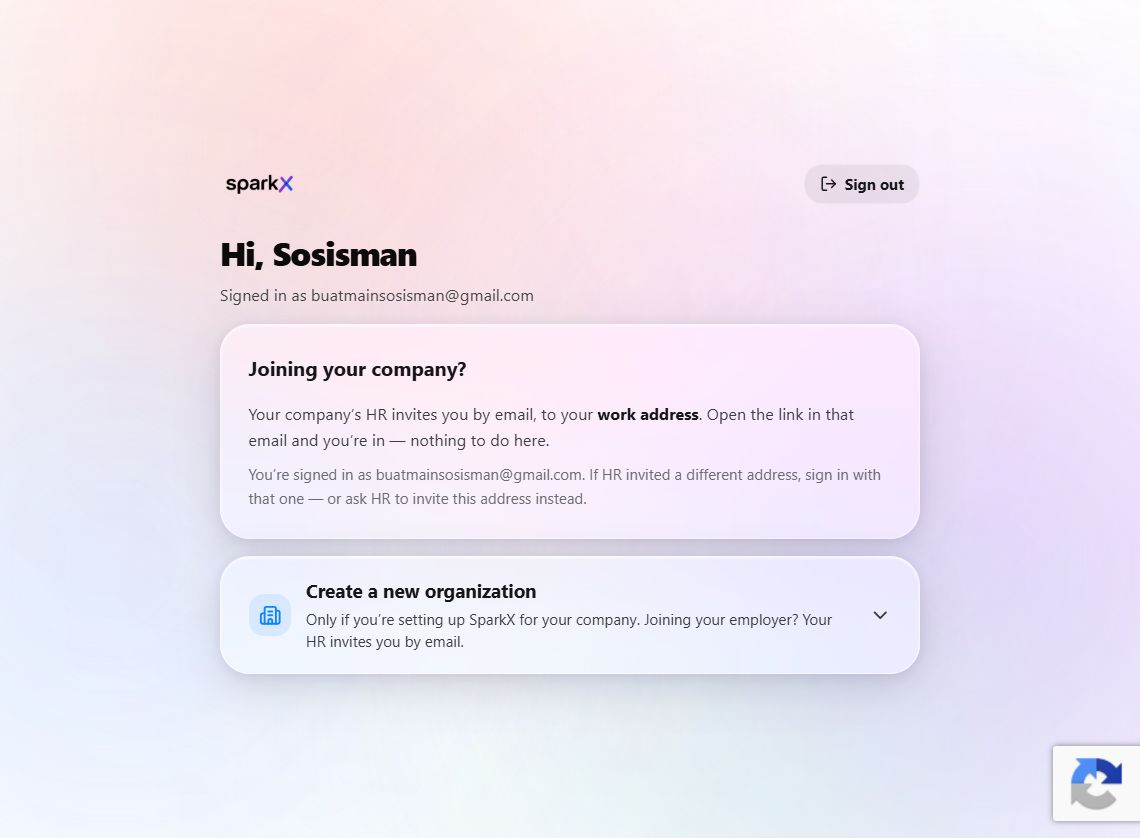 sparkX
Sign out
Hi, Sosisman
Signed in as buatmainsosisman@gmail.com
Joining your company?
Your company's HR invites you by email, to your work address. Open the link in that
email and you're in — nothing to do here.
You're signed in as buatmainsosisman@gmail.com. If HR invited a different address, sign in with
that one — or ask HR to invite this address instead.
Create a new organization
Only if you're setting up SparkX for your company. Joining your employer? Your
HR invites you by email.